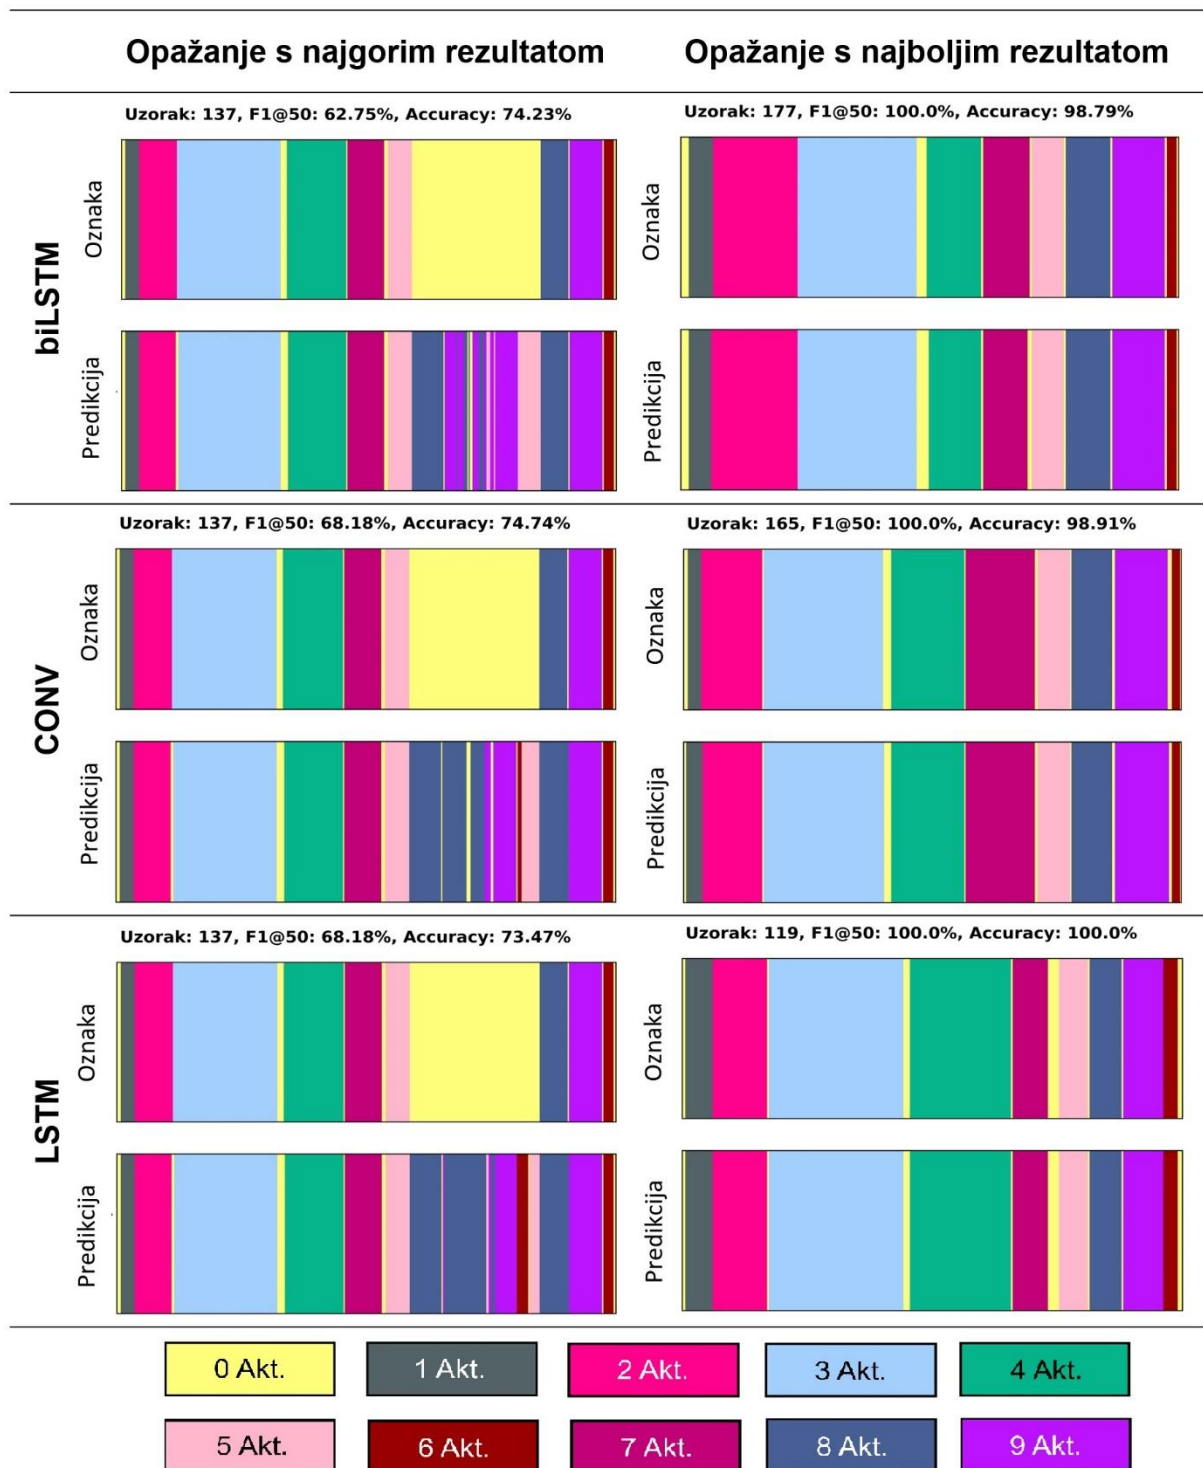 Opažanje s najgorim rezultatom
Opažanje s najboljim rezultatom
biLSTM
Uzorak: 137, F1@50: 62.75%, Accuracy: 74.23%
Oznaka
Predikcija
Uzorak: 177, F1@50: 100.0%, Accuracy: 98.79%
Oznaka
Predikcija
CONV
Uzorak: 137, F1@50: 68.18%, Accuracy: 74.74%
Oznaka
Predikcija
Uzorak: 165, F1@50: 100.0%, Accuracy: 98.91%
Oznaka
Predikcija
LSTM
Uzorak: 137, F1@50: 68.18%, Accuracy: 73.47%
Oznaka
Predikcija
Uzorak: 119, F1@50: 100.0%, Accuracy: 100.0%
Oznaka
Predikcija
0 Akt.
1 Akt.
2 Akt.
3 Akt.
4 Akt.
5 Akt.
6 Akt.
7 Akt.
8 Akt.
9 Akt.